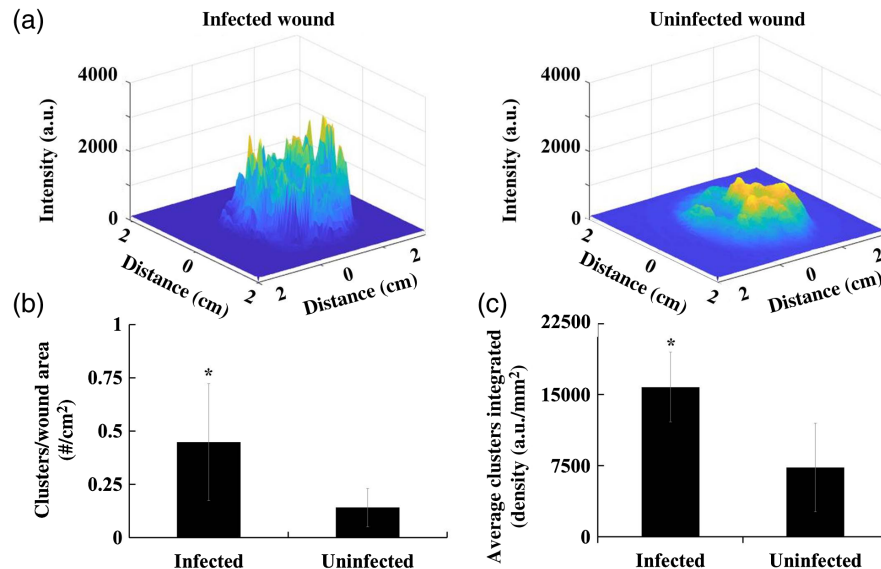 (a)
Infected wound
Uninfected wound
4000
2000
0
Intensity (a.u.)
2
0
2
Distance (cm)
2
0
2
Distance (cm)
4000
2000
0
Intensity (a.u.)
2
0
2
Distance (cm)
2
0
2
Distance (cm)
(b)
1
0.75
0.5
0.25
0
Clusters/wound area
(#/cm2)
*
Infected
Uninfected
(c)
22500
15000
7500
0
Average clusters integrated
(density (a.u./mm2)
*
Infected
Uninfected